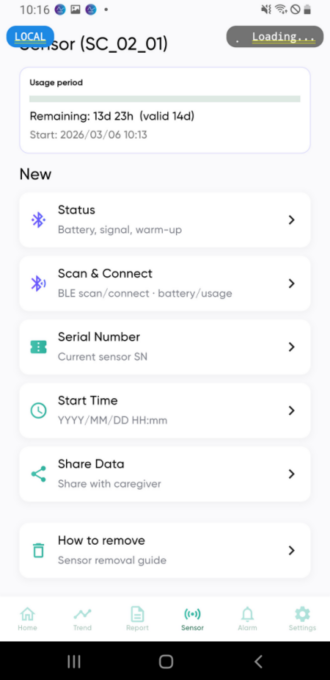 10:16
LOCAL
Sensor (SC_02_01)
Loading...
Usage period
Remaining: 13d 23h (valid 14d)
Start: 2026/03/06 10:13
New
Status
Battery, signal, warm-up
Scan & Connect
BLE scan/connect · battery/usage
Serial Number
Current sensor SN
Start Time
YYYY/MM/DD HH:mm
Share Data
Share with caregiver
How to remove
Sensor removal guide
Home
Trend
Report
Sensor
Alarm
Settings